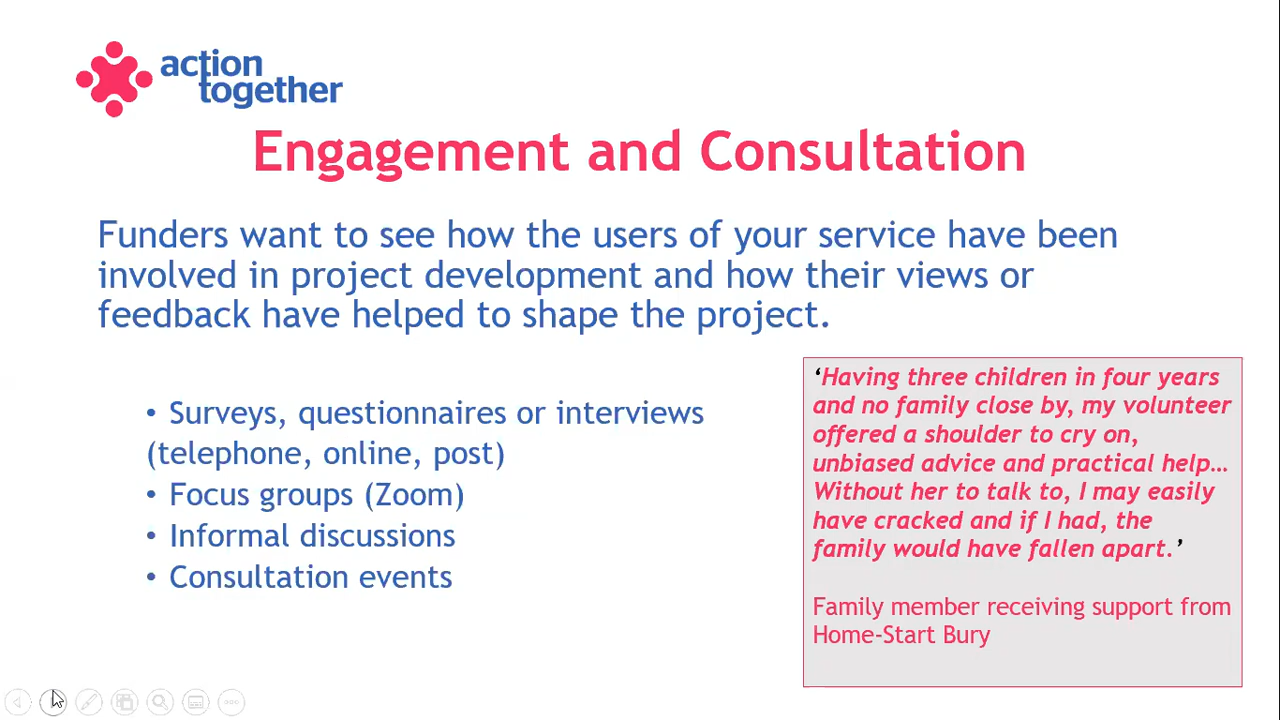 action
together
Engagement and Consultation
Funders want to see how the users of your service have been
involved in project development and how their views or
feedback have helped to shape the project.
• Surveys, questionnaires or interviews
(telephone, online, post)
• Focus groups (Zoom)
• Informal discussions
• Consultation events
‘Having three children in four years
and no family close by, my volunteer
offered a shoulder to cry on,
unbiased advice and practical help…
Without her to talk to, I may easily
have cracked and if I had, the
family would have fallen apart.’
Family member receiving support from
Home-Start Bury